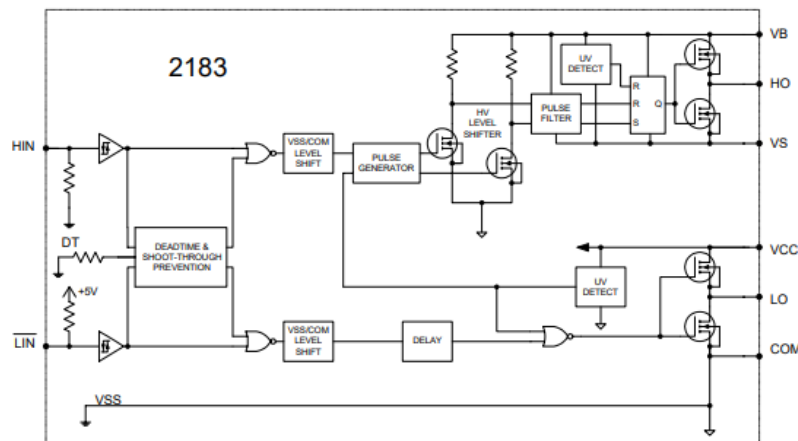 2183
VB
HO
VS
VCC
LO
COM
HIN
DT
+5V
LIN
VSS
DEADTIME &
SHOOT-THROUGH
PREVENTION
VSS/COM
LEVEL
SHIFT
PULSE
GENERATOR
HV
LEVEL
SHIFTER
PULSE
FILTER
UV
DETECT
R
R
S
Q
VSS/COM
LEVEL
SHIFT
DELAY
UV
DETECT